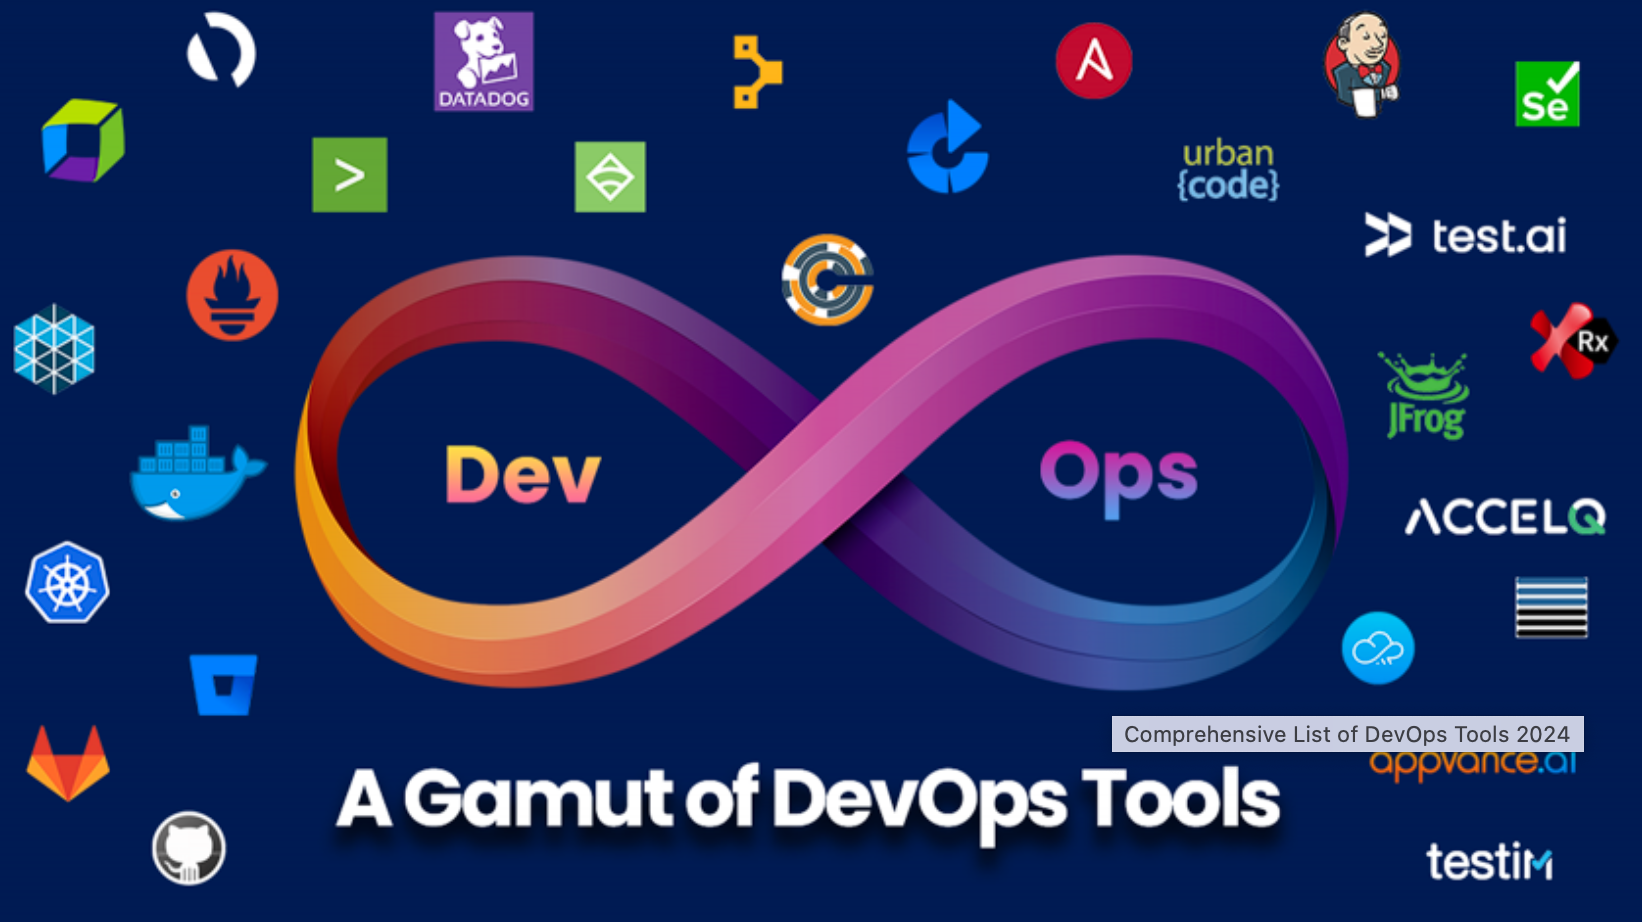 DATADOG
Se
urban
{code}
test.ai
Rx
JFrog
Dev
Ops
ACCELQ
Comprehensive List of DevOps Tools 2024
appvance.ai
A Gamut of DevOps Tools
testim